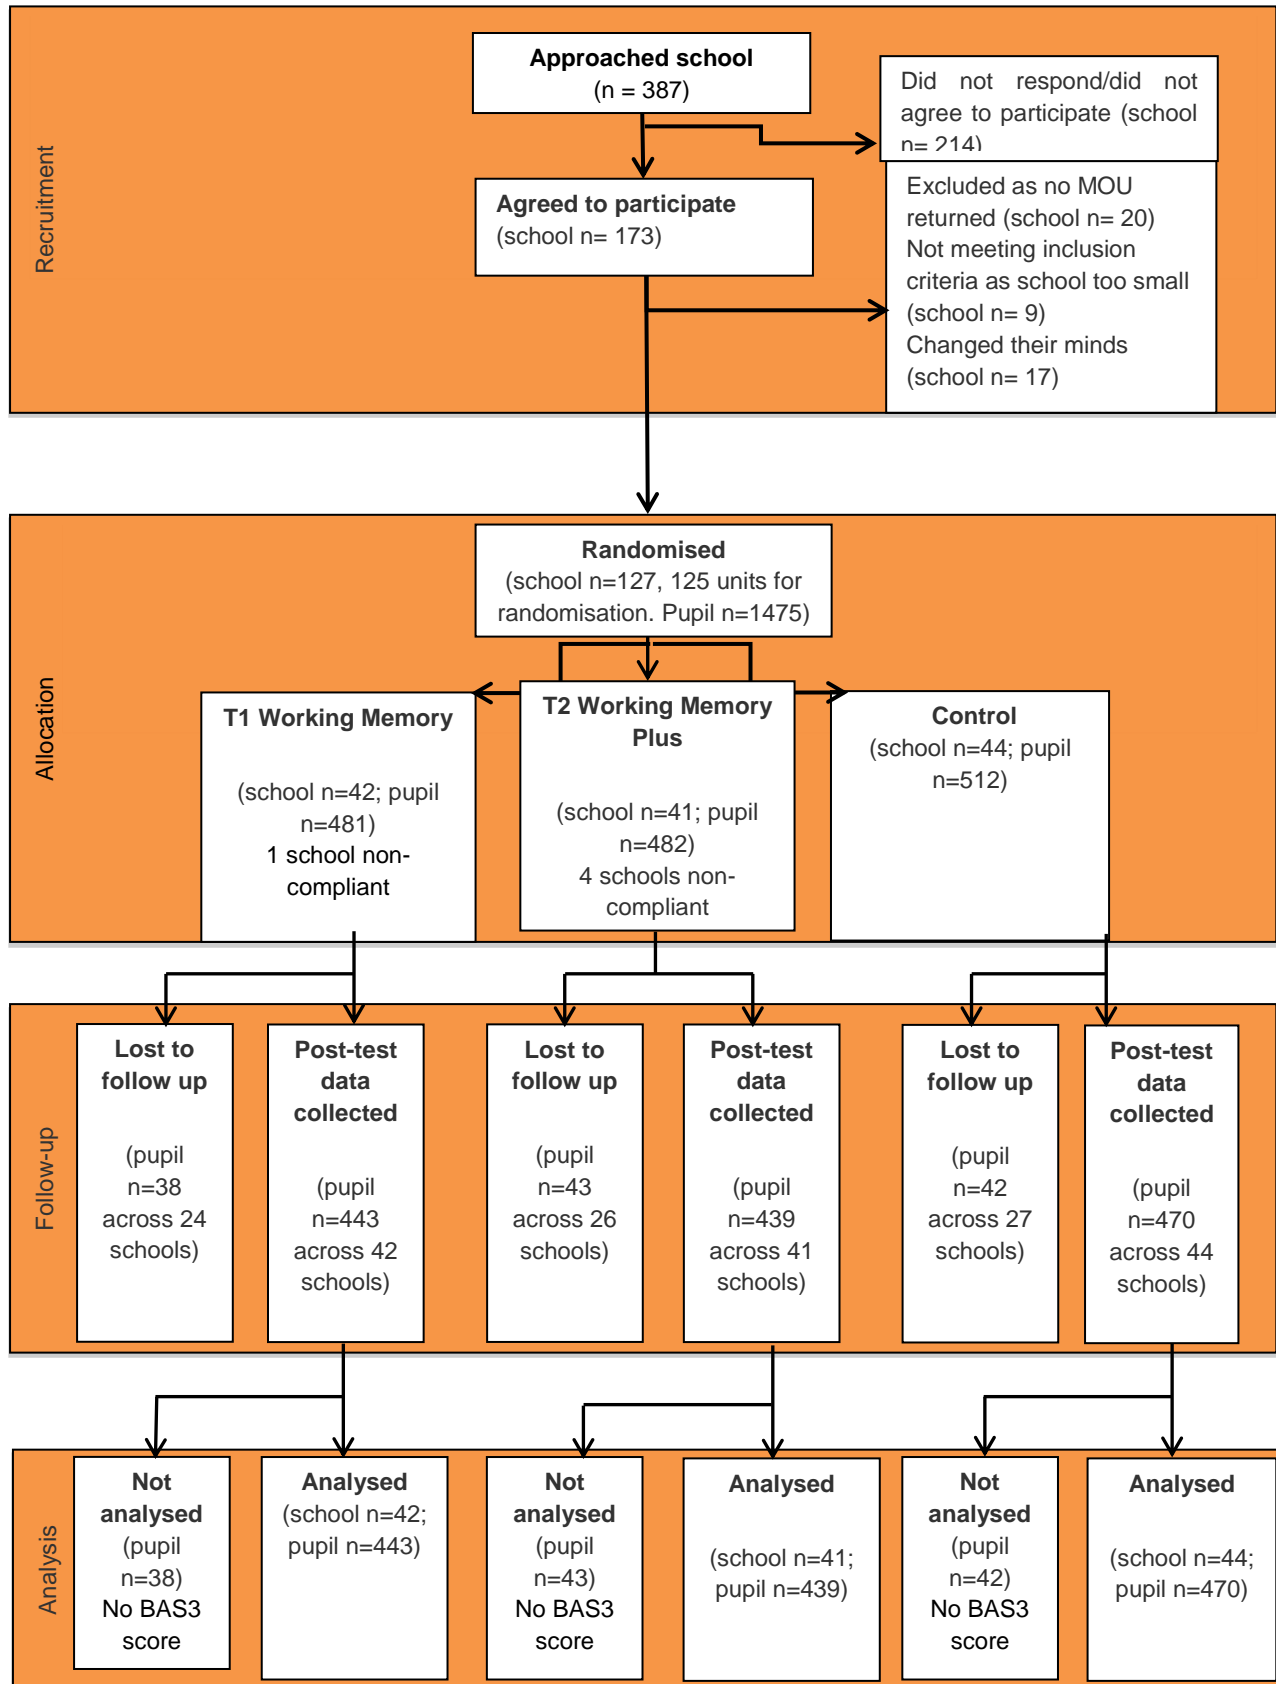 Recruitment
Approached school
(n = 387)
Did not respond/did not
agree to participate (school
n= 214)
Agreed to participate
(school n= 173)
Excluded as no MOU
returned (school n= 20)
Not meeting inclusion
criteria as school too small
(school n= 9)
Changed their minds
(school n= 17)
Allocation
Randomised
(school n=127, 125 units for
randomisation. Pupil n=1475)
T1 Working Memory
(school n=42; pupil
n=481)
1 school non-
compliant
T2 Working Memory
Plus
(school n=41; pupil
n=482)
4 schools non-
compliant
Control
(school n=44; pupil
n=512)
Follow-up
Lost to
follow up
(pupil
n=38
across 24
schools)
Post-test
data
collected
(pupil
n=443
across 42
schools)
Lost to
follow up
(pupil
n=43
across 26
schools)
Post-test
data
collected
(pupil
n=439
across 41
schools)
Lost to
follow up
(pupil
n=42
across 27
schools)
Post-test
data
collected
(pupil
n=470
across 44
schools)
Analysis
Not
analysed
(pupil
n=38)
No BAS3
score
Analysed
(school n=42;
pupil n=443)
Not
analysed
(pupil
n=43)
No BAS3
score
Analysed
(school n=41;
pupil n=439)
Not
analysed
(pupil
n=42)
No BAS3
score
Analysed
(school n=44;
pupil n=470)